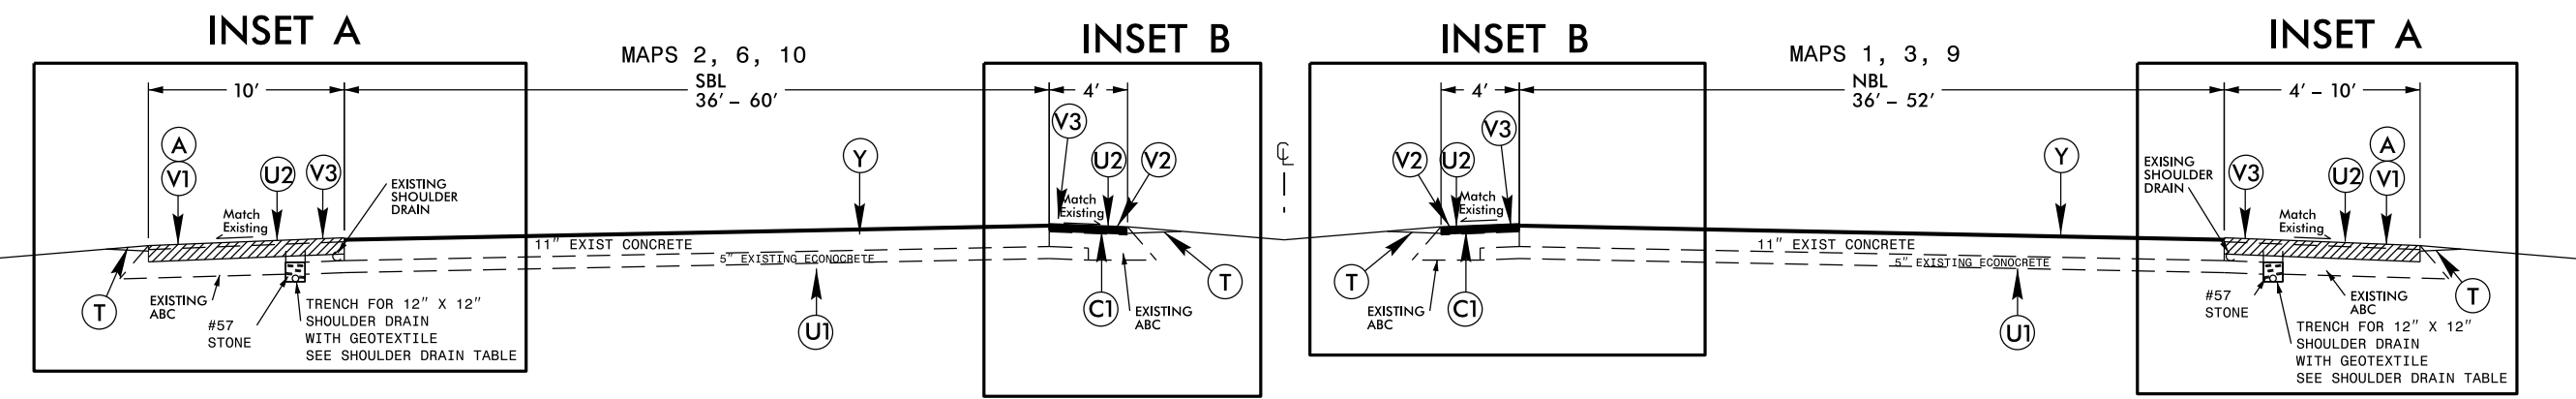 INSET A
INSET B
INSET B
INSET A
MAPS 2, 6, 10
SBL
36' – 60'
MAPS 1, 3, 9
NBL
36' – 52'
10'
4'
4'
4' – 10'
A
V1
U2
V3
EXISTING
SHOULDER
DRAIN
Match
Existing
T
EXISTING
ABC
#57
STONE
TRENCH FOR 12" X 12"
SHOULDER DRAIN
WITH GEOTEXTILE
SEE SHOULDER DRAIN TABLE
Y
11" EXIST CONCRETE
5" EXISTING ECONOCRETE
U1
V3
U2
V2
Match
Existing
C1
EXISTING
ABC
T
CL
V2
U2
V3
Match
Existing
T
EXISTING
ABC
C1
Y
11" EXIST CONCRETE
5" EXISTING ECONOCRETE
U1
EXISING
SHOULDER
DRAIN
V3
U2
A
V1
Match
Existing
#57
STONE
EXISTING
ABC
T
TRENCH FOR 12" X 12"
SHOULDER DRAIN
WITH GEOTEXTILE
SEE SHOULDER DRAIN TABLE